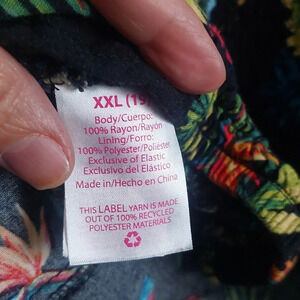 XXL (19)
Body/Cuerpo:
100% Rayon/Rayón
Lining/Forro:
100% Polyester/Poliéster
Exclusive of Elastic
Exclusivo del Elástico
Made in/Hecho en China
THIS LABEL YARN IS MADE
OUT OF 100% RECYCLED
POLYESTER MATERIALS